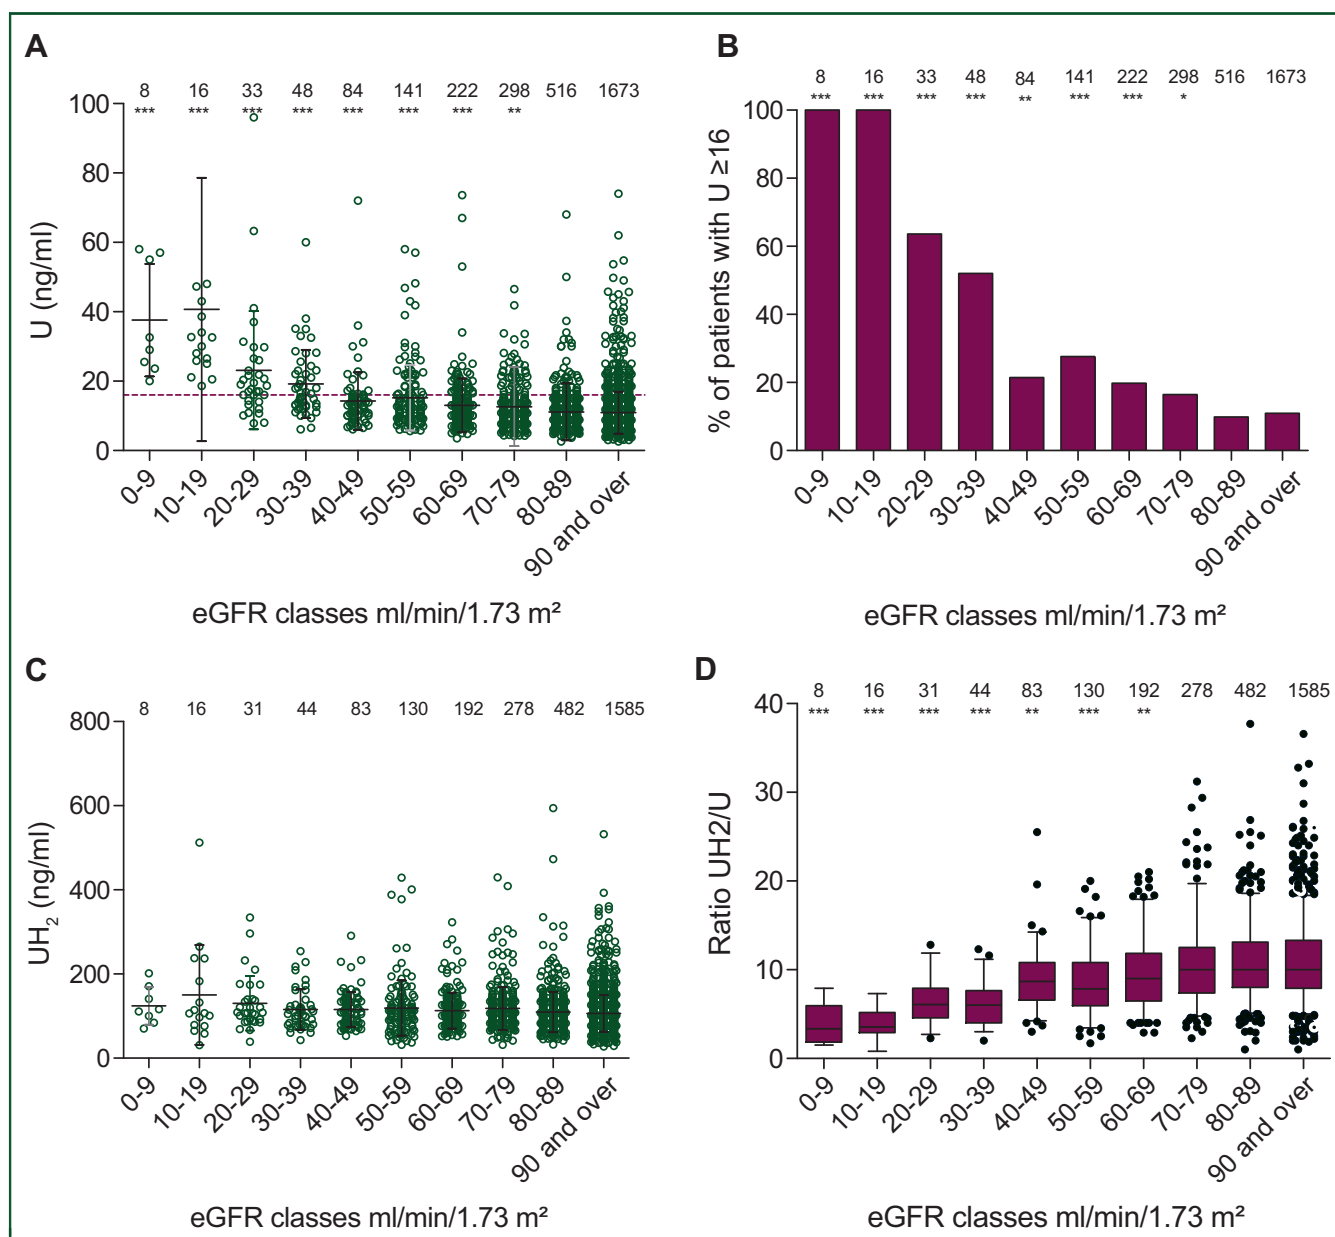 A
8 16 33 48 84 141 222 298 516 1673
*** *** *** *** *** *** *** **
100
80
60
40
20
0
U (ng/ml)
0-9 10-19 20-29 30-39 40-49 50-59 60-69 70-79 80-89 90 and over
eGFR classes ml/min/1.73 m²
B
8 16 33 48 84 141 222 298 516 1673
*** *** *** *** ** *** *** *
100
80
60
40
20
0
% of patients with U ≥16
0-9 10-19 20-29 30-39 40-49 50-59 60-69 70-79 80-89 90 and over
eGFR classes ml/min/1.73 m²
C
8 16 31 44 83 130 192 278 482 1585
800
600
400
200
0
UH₂ (ng/ml)
0-9 10-19 20-29 30-39 40-49 50-59 60-69 70-79 80-89 90 and over
eGFR classes ml/min/1.73 m²
D
8 16 31 44 83 130 192 278 482 1585
*** *** *** *** ** *** **
40
30
20
10
0
Ratio UH2/U
0-9 10-19 20-29 30-39 40-49 50-59 60-69 70-79 80-89 90 and over
eGFR classes ml/min/1.73 m²